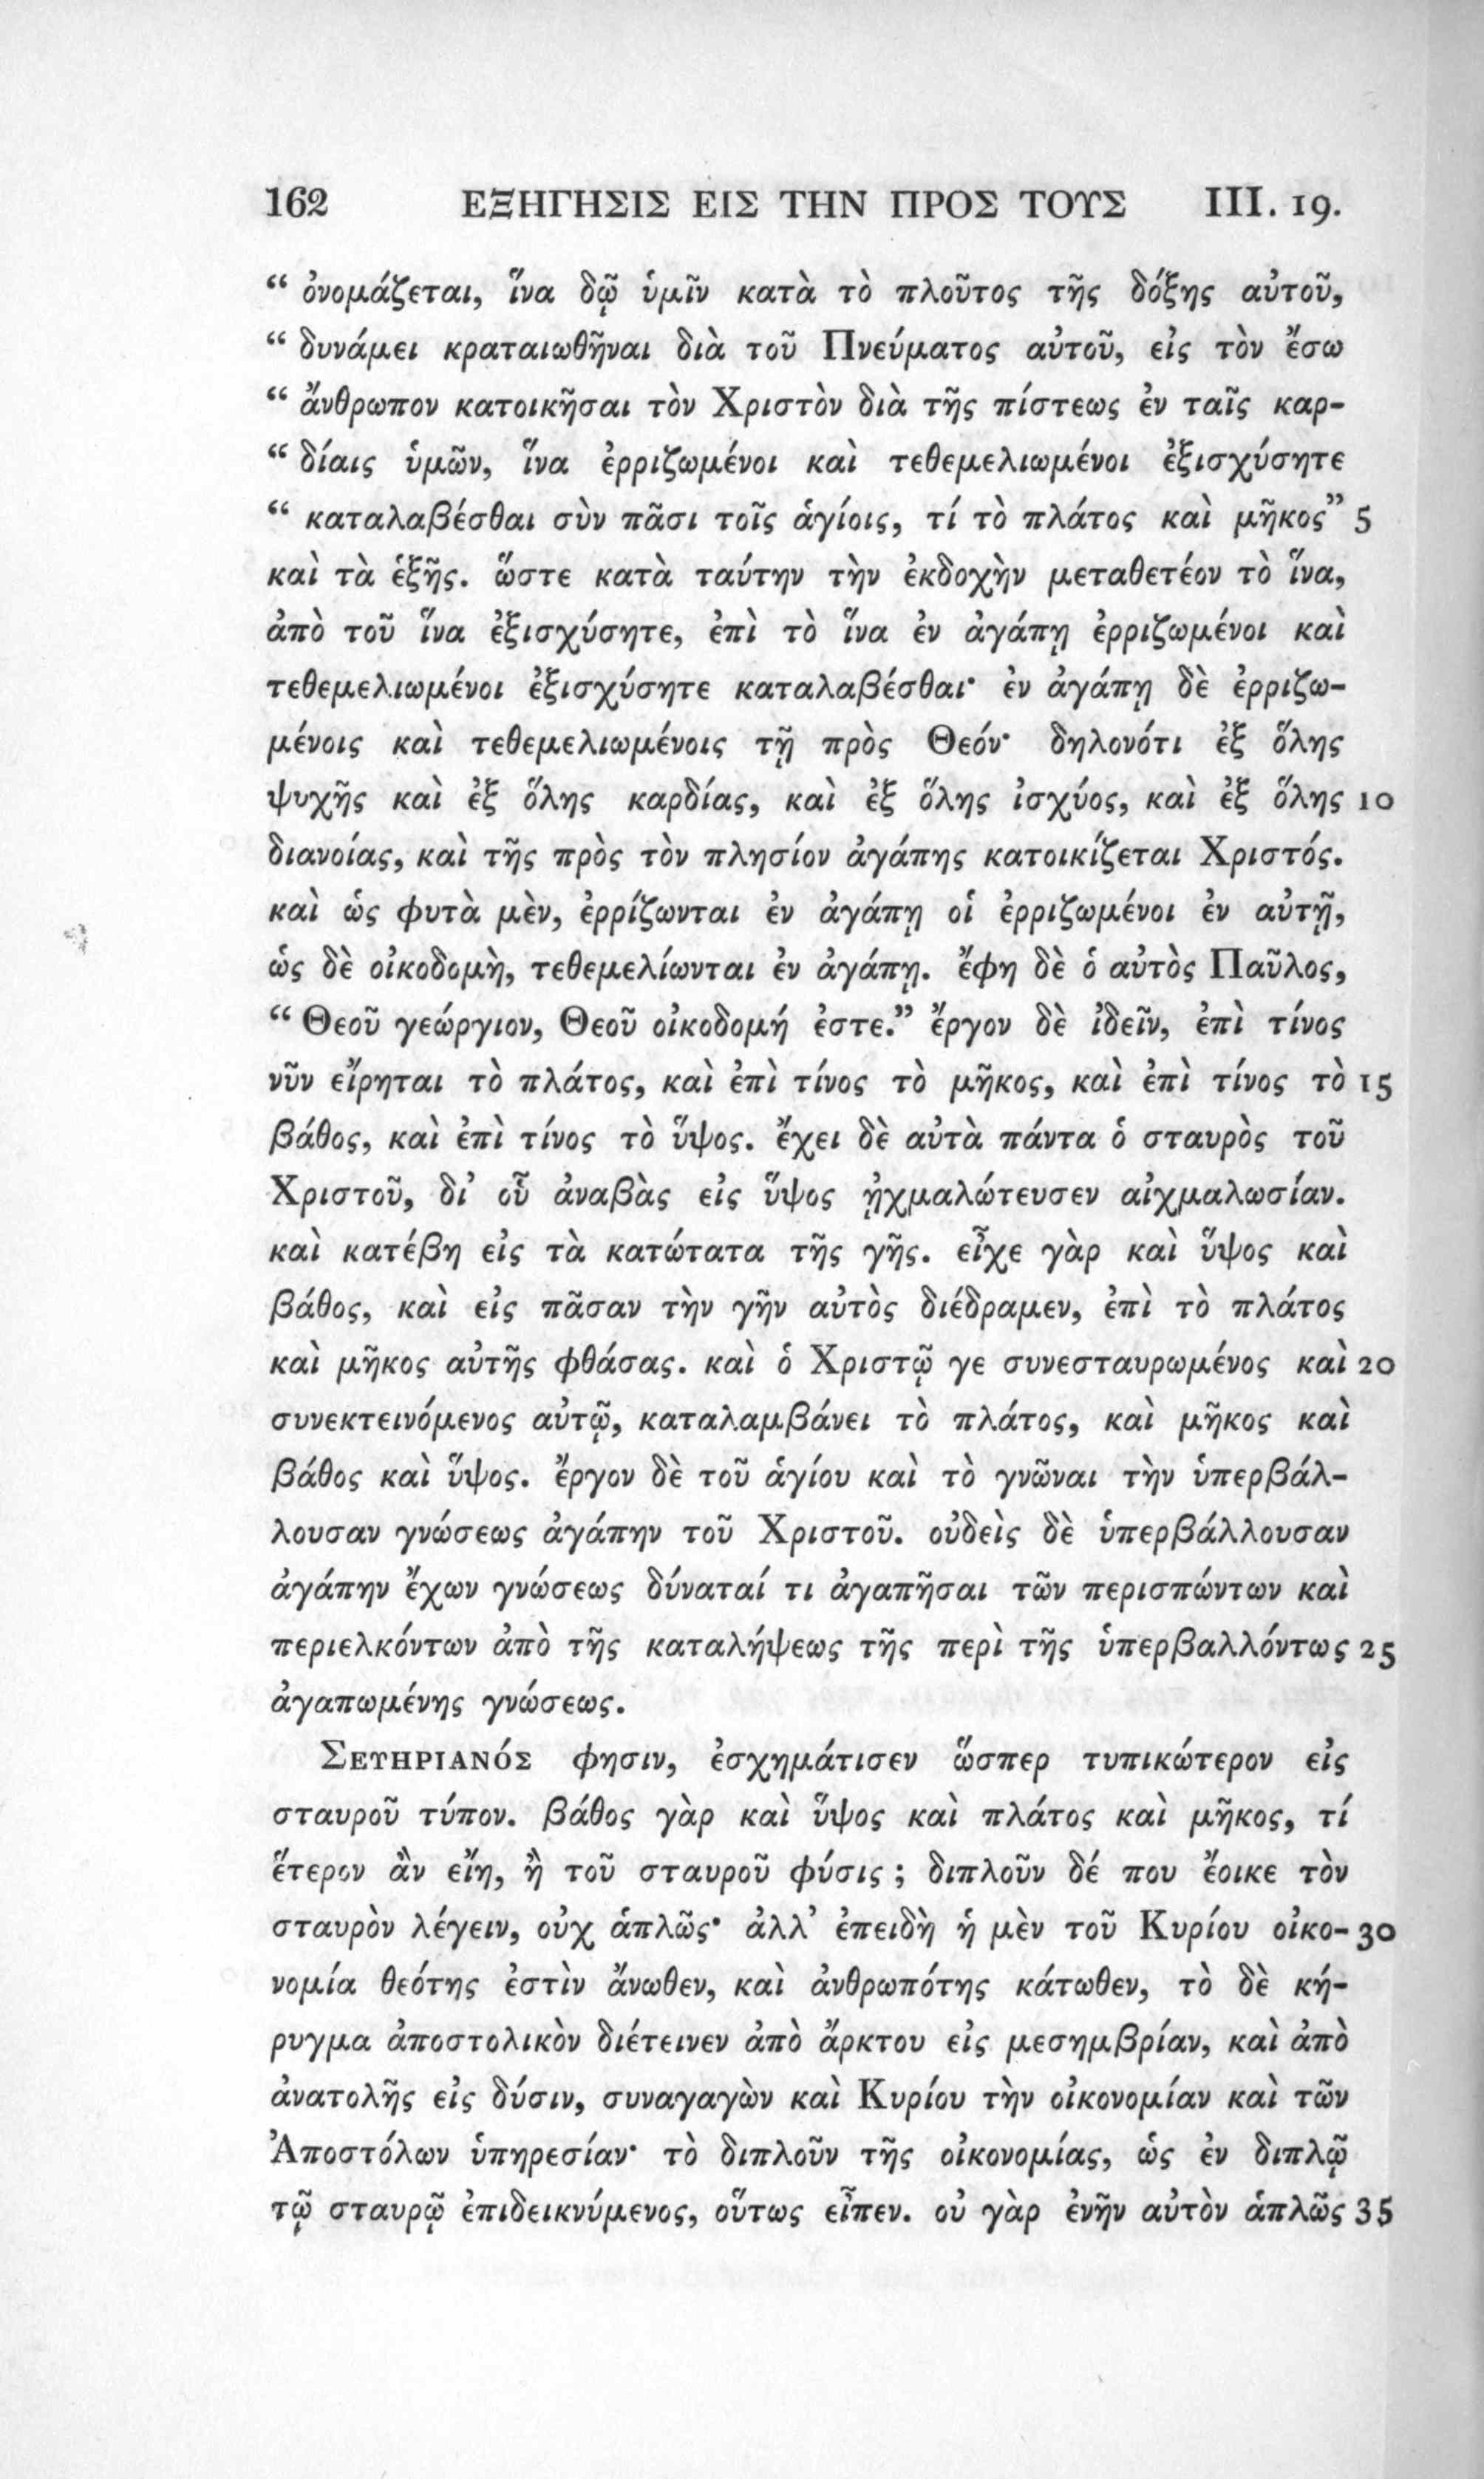 162 ΕΞΗΓΗΣΙΣ ΕΙΣ ΤΗΝ ΠΡΟΣ ΤΟΥΣ III. 19.
“ ὀνομάζεται, ἵνα δῷ ὑμῖν κατὰ τὸ πλοῦτος τῆς δόξης αὐτοῦ,
“ δυνάμει κραταιωθῆναι διὰ τοῦ Πνεύματος αὐτοῦ, εἰς τὸν ἔσω
“ ἄνθρωπον κατοικῆσαι τὸν Χριστὸν διὰ τῆς πίστεως ἐν ταῖς καρ-
“ δίαις ὑμῶν, ἵνα ἐρριζωμένοι καὶ τεθεμελιωμένοι ἐξισχύσητε
“ καταλαβέσθαι σὺν πᾶσι τοῖς ἁγίοις, τί τὸ πλάτος καὶ μῆκος” 5
καὶ τὰ ἑξῆς. ὥστε κατὰ ταύτην τὴν ἐκδοχὴν μεταθετέον τὸ ἵνα,
ἀπὸ τοῦ ἵνα ἐξισχύσητε, ἐπὶ τὸ ἵνα ἐν ἀγάπῃ ἐρριζωμένοι καὶ
τεθεμελιωμένοι ἐξισχύσητε καταλαβέσθαι· ἐν ἀγάπῃ δὲ ἐρριζω-
μένοις καὶ τεθεμελιωμένοις τῇ πρὸς Θεόν· δηλονότι ἐξ ὅλης
ψυχῆς καὶ ἐξ ὅλης καρδίας, καὶ ἐξ ὅλης ἰσχύος, καὶ ἐξ ὅλης 10
διανοίας, καὶ τῆς πρὸς τὸν πλησίον ἀγάπης κατοικίζεται Χριστός.
καὶ ὡς φυτὰ μὲν, ἐρρίζωνται ἐν ἀγάπῃ οἱ ἐρριζωμένοι ἐν αὐτῇ,
ὡς δὲ οἰκοδομὴ, τεθεμελίωνται ἐν ἀγάπῃ. ἔφη δὲ ὁ αὐτὸς Παῦλος,
“ Θεοῦ γεώργιον, Θεοῦ οἰκοδομή ἐστε.” ἔργον δὲ ἰδεῖν, ἐπὶ τίνος
νῦν εἴρηται τὸ πλάτος, καὶ ἐπὶ τίνος τὸ μῆκος, καὶ ἐπὶ τίνος τὸ 15
βάθος, καὶ ἐπὶ τίνος τὸ ὕψος. ἔχει δὲ αὐτὰ πάντα ὁ σταυρὸς τοῦ
Χριστοῦ, δι’ οὗ ἀναβὰς εἰς ὕψος ᾐχμαλώτευσεν αἰχμαλωσίαν.
καὶ κατέβη εἰς τὰ κατώτατα τῆς γῆς. εἶχε γὰρ καὶ ὕψος καὶ
βάθος, καὶ εἰς πᾶσαν τὴν γῆν αὐτὸς διέδραμεν, ἐπὶ τὸ πλάτος
καὶ μῆκος αὐτῆς φθάσας. καὶ ὁ Χριστῷ γε συνεσταυρωμένος καὶ 20
συνεκτεινόμενος αὐτῷ, καταλαμβάνει τὸ πλάτος, καὶ μῆκος καὶ
βάθος καὶ ὕψος. ἔργον δὲ τοῦ ἁγίου καὶ τὸ γνῶναι τὴν ὑπερβάλ-
λουσαν γνώσεως ἀγάπην τοῦ Χριστοῦ. οὐδεὶς δὲ ὑπερβάλλουσαν
ἀγάπην ἔχων γνώσεως δύναταί τι ἀγαπῆσαι τῶν περισπώντων καὶ
περιελκόντων ἀπὸ τῆς καταλήψεως τῆς περὶ τῆς ὑπερβαλλόντως 25
ἀγαπωμένης γνώσεως.
ΣΕΥΗΡΙΑΝΌΣ φησιν, ἐσχημάτισεν ὥσπερ τυπικώτερον εἰς
σταυροῦ τύπον. βάθος γὰρ καὶ ὕψος καὶ πλάτος καὶ μῆκος, τί
ἕτερον ἂν εἴη, ἢ τοῦ σταυροῦ φύσις ; διπλοῦν δέ που ἔοικε τὸν
σταυρὸν λέγειν, οὐχ ἁπλῶς· ἀλλ’ ἐπειδὴ ἡ μὲν τοῦ Κυρίου οἰκο- 30
νομία θεότης ἐστὶν ἄνωθεν, καὶ ἀνθρωπότης κάτωθεν, τὸ δὲ κή-
ρυγμα ἀποστολικὸν διέτεινεν ἀπὸ ἄρκτου εἰς μεσημβρίαν, καὶ ἀπὸ
ἀνατολῆς εἰς δύσιν, συναγαγὼν καὶ Κυρίου τὴν οἰκονομίαν καὶ τῶν
Ἀποστόλων ὑπηρεσίαν· τὸ διπλοῦν τῆς οἰκονομίας, ὡς ἐν διπλῷ
τῷ σταυρῷ ἐπιδεικνύμενος, οὕτως εἶπεν. οὐ γὰρ ἐνῆν αὐτὸν ἁπλῶς 35